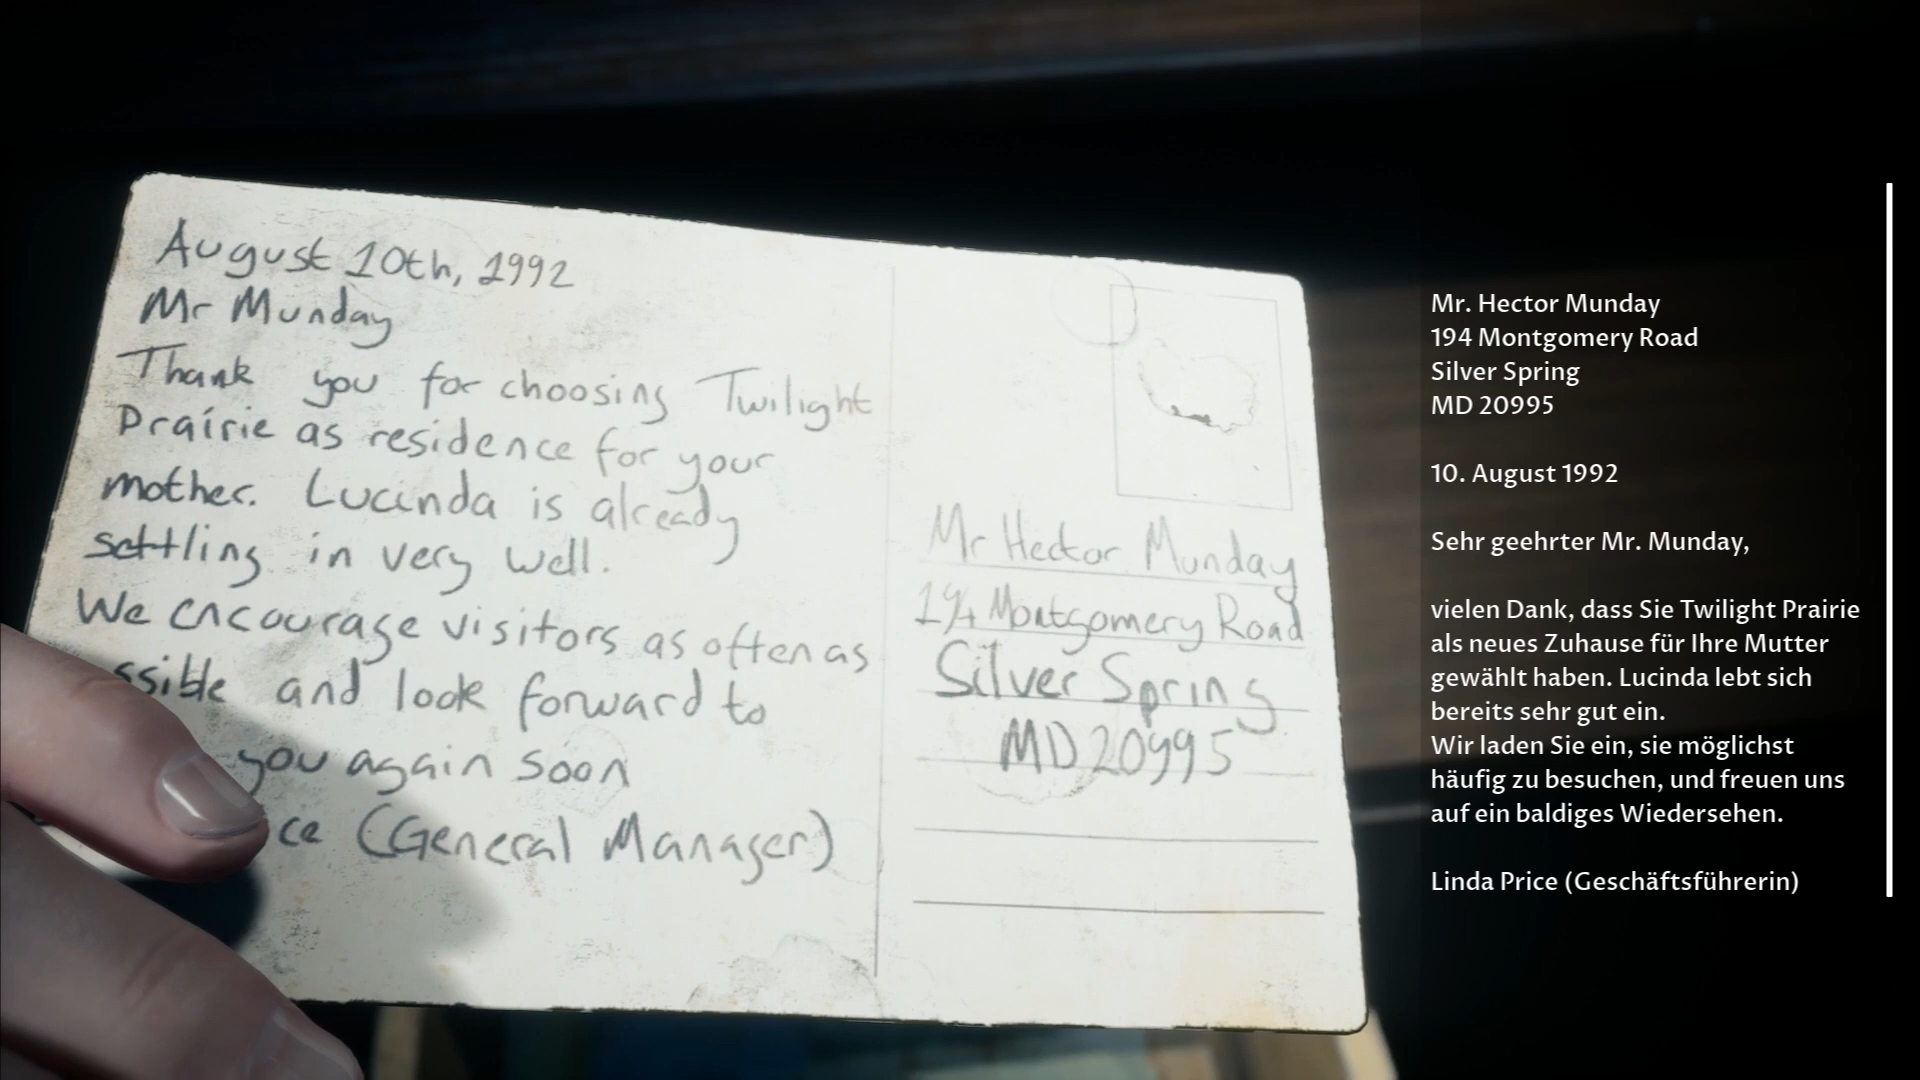 August 10th, 1992
Mr Munday
Thank you for choosing Twilight
Prairie as residence for your
mother. Lucinda is already
settling in very well.
We encourage visitors as often as
ssible and look forward to
you again soon
ce (General Manager)
Mr Hector Munday
194 Montgomery Road
Silver Spring
MD 20995
Mr. Hector Munday
194 Montgomery Road
Silver Spring
MD 20995
10. August 1992
Sehr geehrter Mr. Munday,
vielen Dank, dass Sie Twilight Prairie
als neues Zuhause für Ihre Mutter
gewählt haben. Lucinda lebt sich
bereits sehr gut ein.
Wir laden Sie ein, sie möglichst
häufig zu besuchen, und freuen uns
auf ein baldiges Wiedersehen.
Linda Price (Geschäftsführerin)